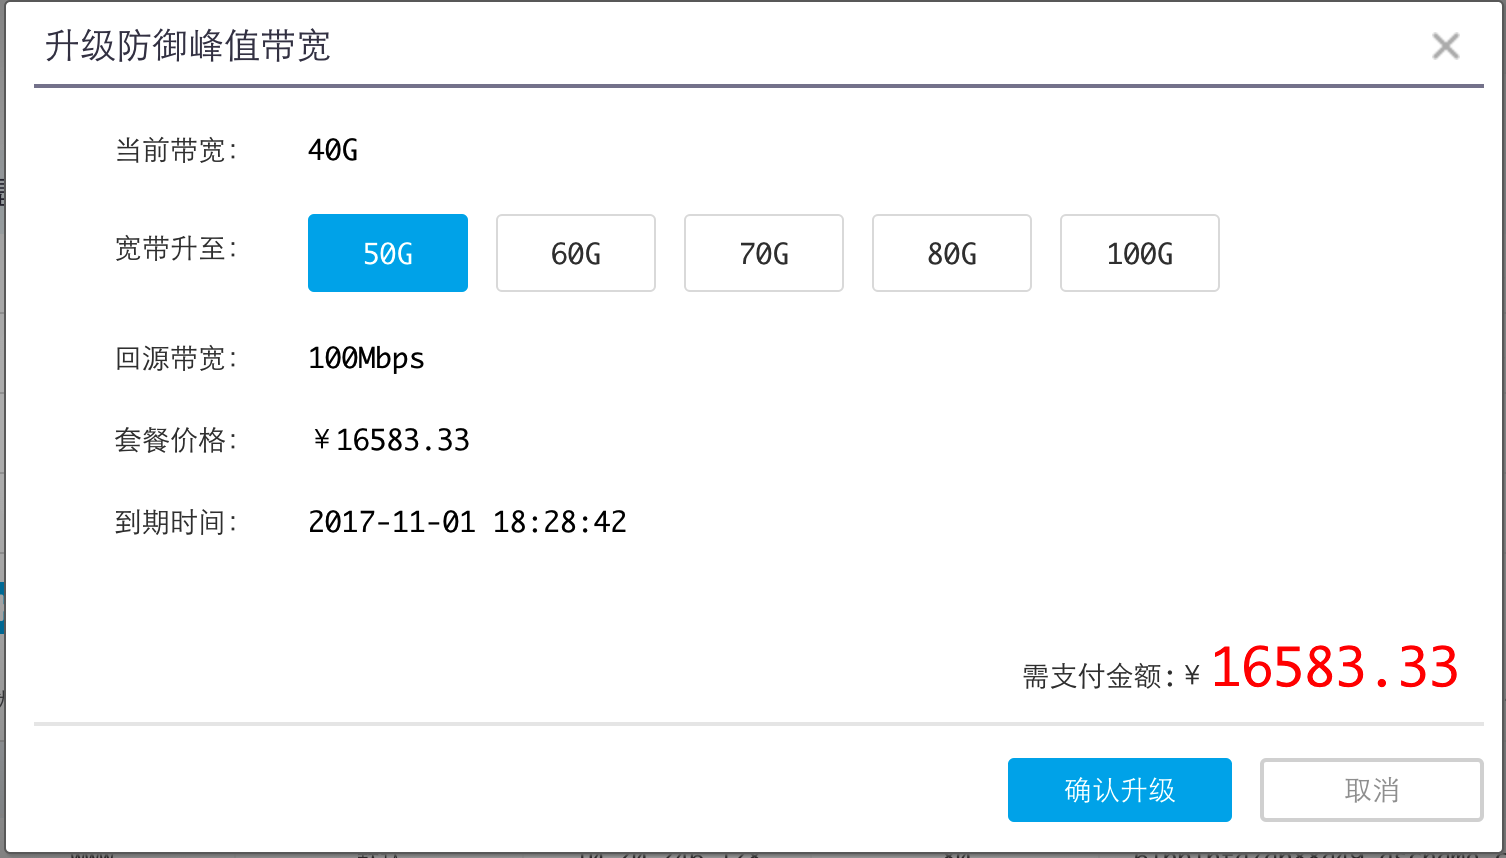 升级防御峰值带宽
当前带宽: 40G
宽带升至: 50G 60G 70G 80G 100G
回源带宽: 100Mbps
套餐价格: ￥16583.33
到期时间: 2017-11-01 18:28:42
需支付金额:￥ 16583.33
确认升级 取消